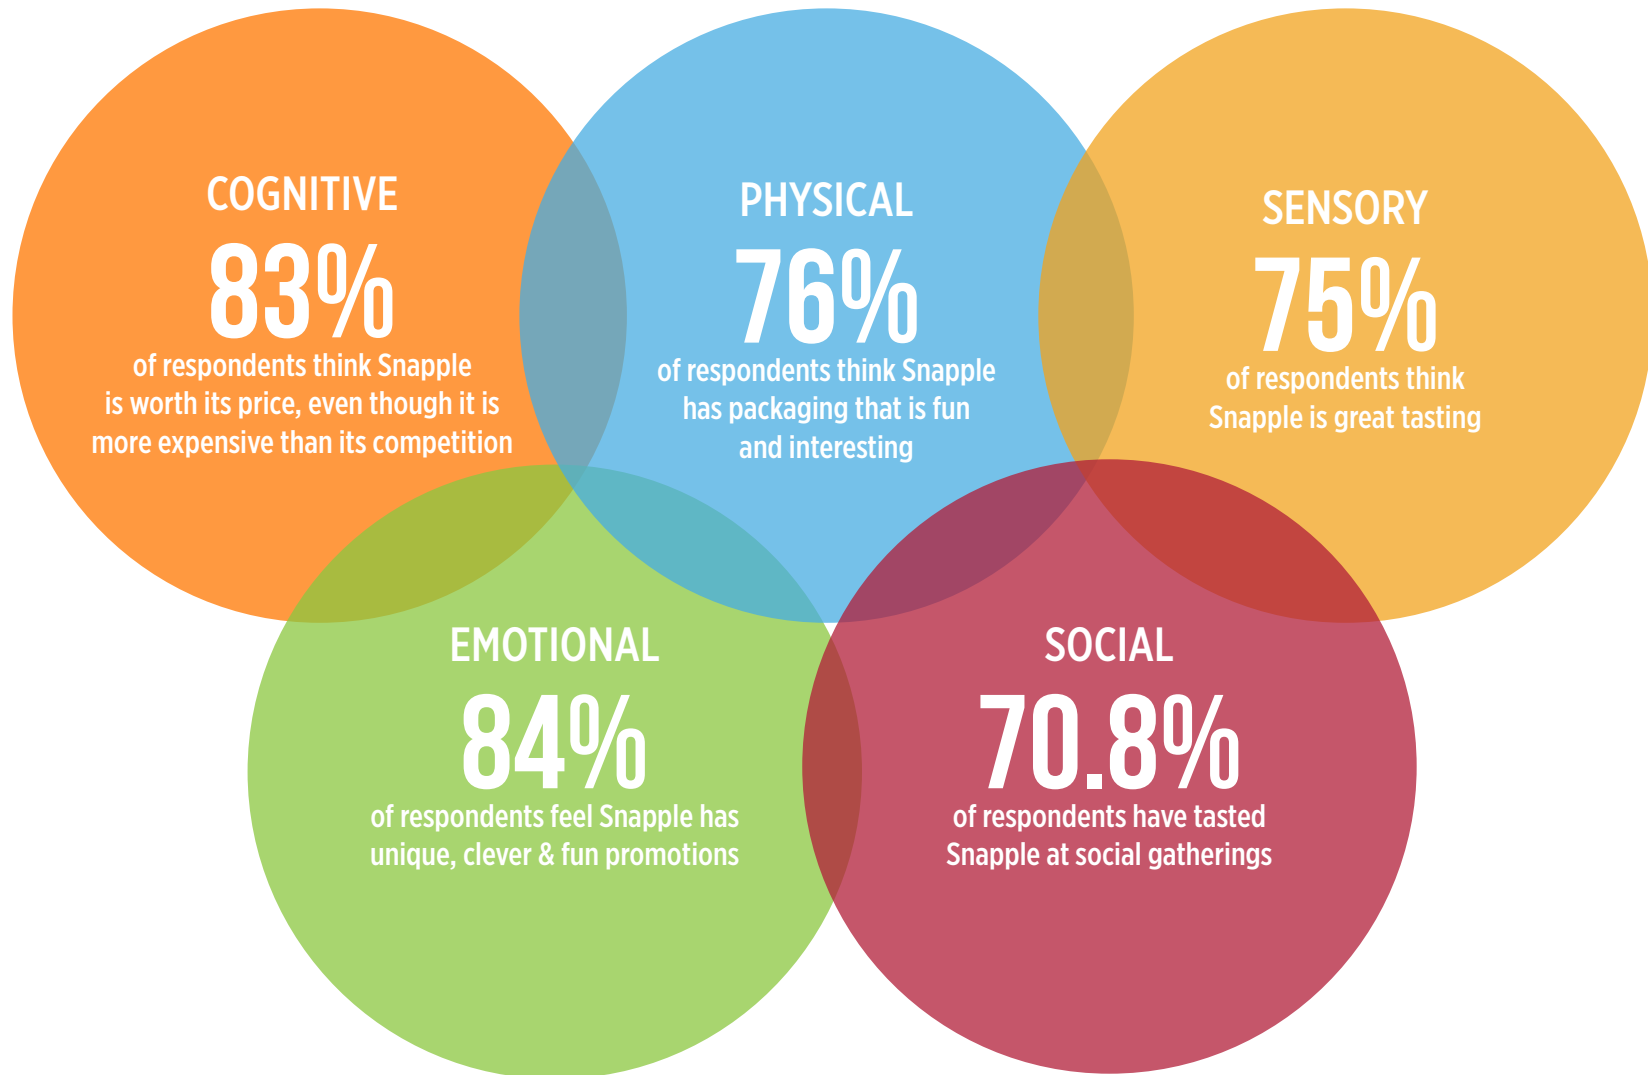 COGNITIVE
83%
of respondents think Snapple
is worth its price, even though it is
more expensive than its competition
PHYSICAL
76%
of respondents think Snapple
has packaging that is fun
and interesting
SENSORY
75%
of respondents think
Snapple is great tasting
EMOTIONAL
84%
of respondents feel Snapple has
unique, clever & fun promotions
SOCIAL
70.8%
of respondents have tasted
Snapple at social gatherings